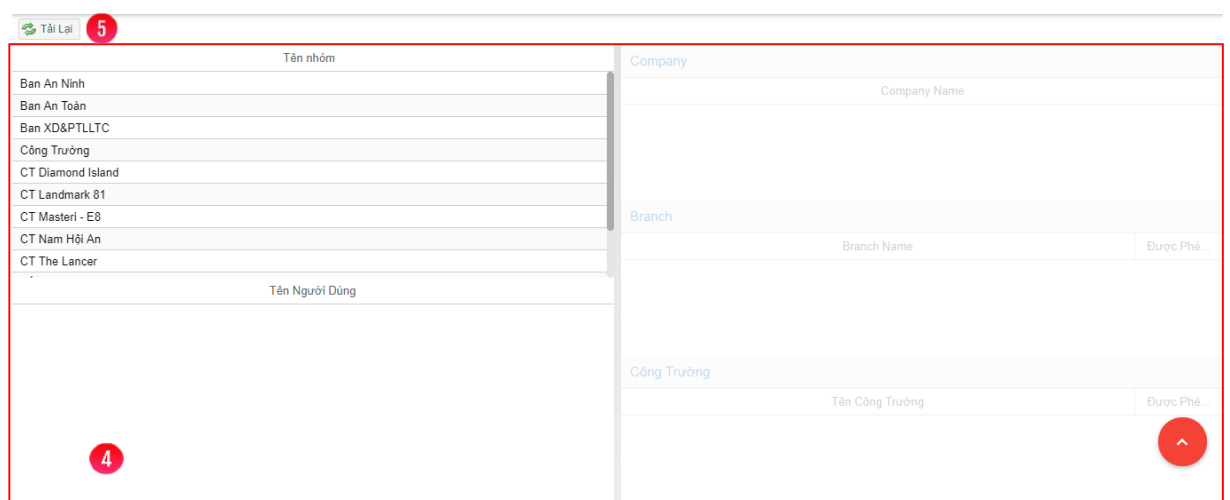 Tải Lại 5
Tên nhóm
Ban An Ninh
Ban An Toàn
Ban XD&PTLLTC
Công Trường
CT Diamond Island
CT Landmark 81
CT Masteri - E8
CT Nam Hội An
CT The Lancer
Tên Người Dùng
4
Company
Company Name
Branch
Branch Name Được Phé...
Công Trường
Tên Công Trường Được Phé...